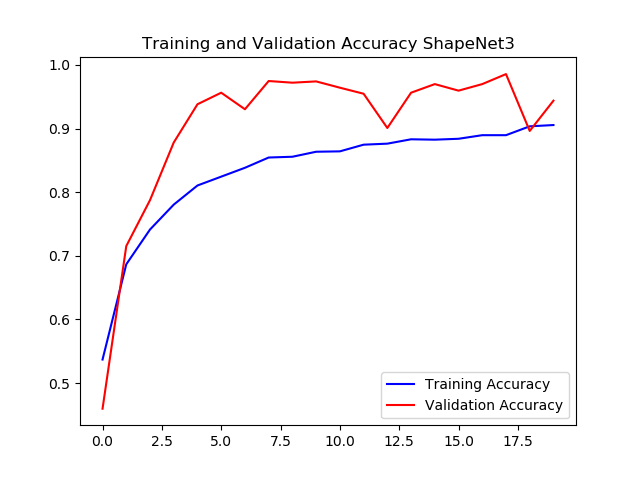 Training and Validation Accuracy ShapeNet3
1.0
0.9
0.8
0.7
0.6
0.5
Training Accuracy
Validation Accuracy
0.0 2.5 5.0 7.5 10.0 12.5 15.0 17.5